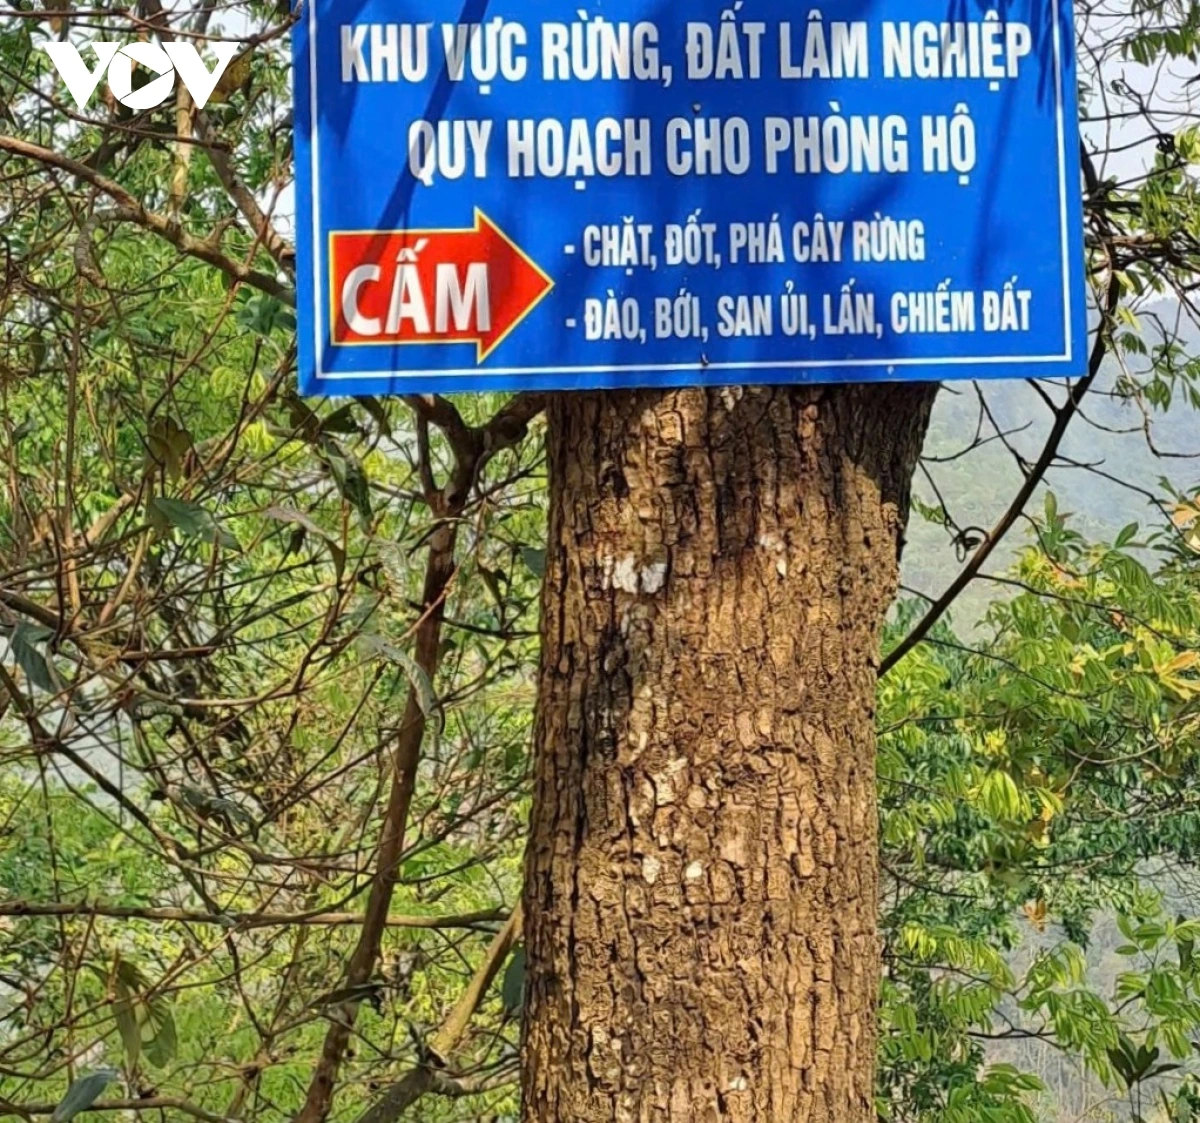 VOV
KHU VỰC RỪNG, ĐẤT LÂM NGHIỆP
QUY HOẠCH CHO PHÒNG HỘ
CẤM
- CHẶT, ĐỐT, PHÁ CÂY RỪNG
- ĐÀO, BỚI, SAN ỦI, LẤN, CHIẾM ĐẤT